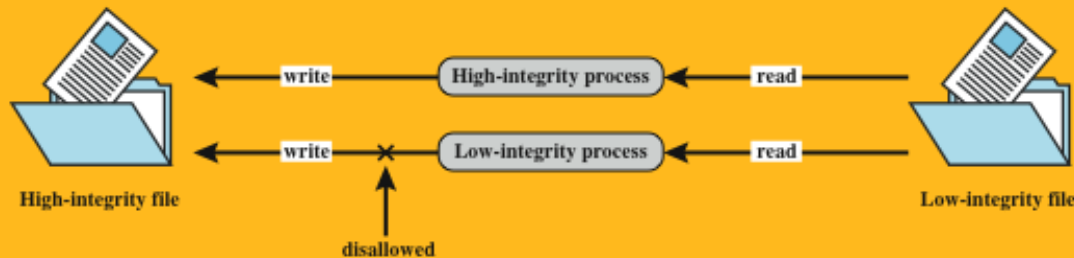 write High-integrity process read
write Low-integrity process read
High-integrity file Low-integrity file
disallowed